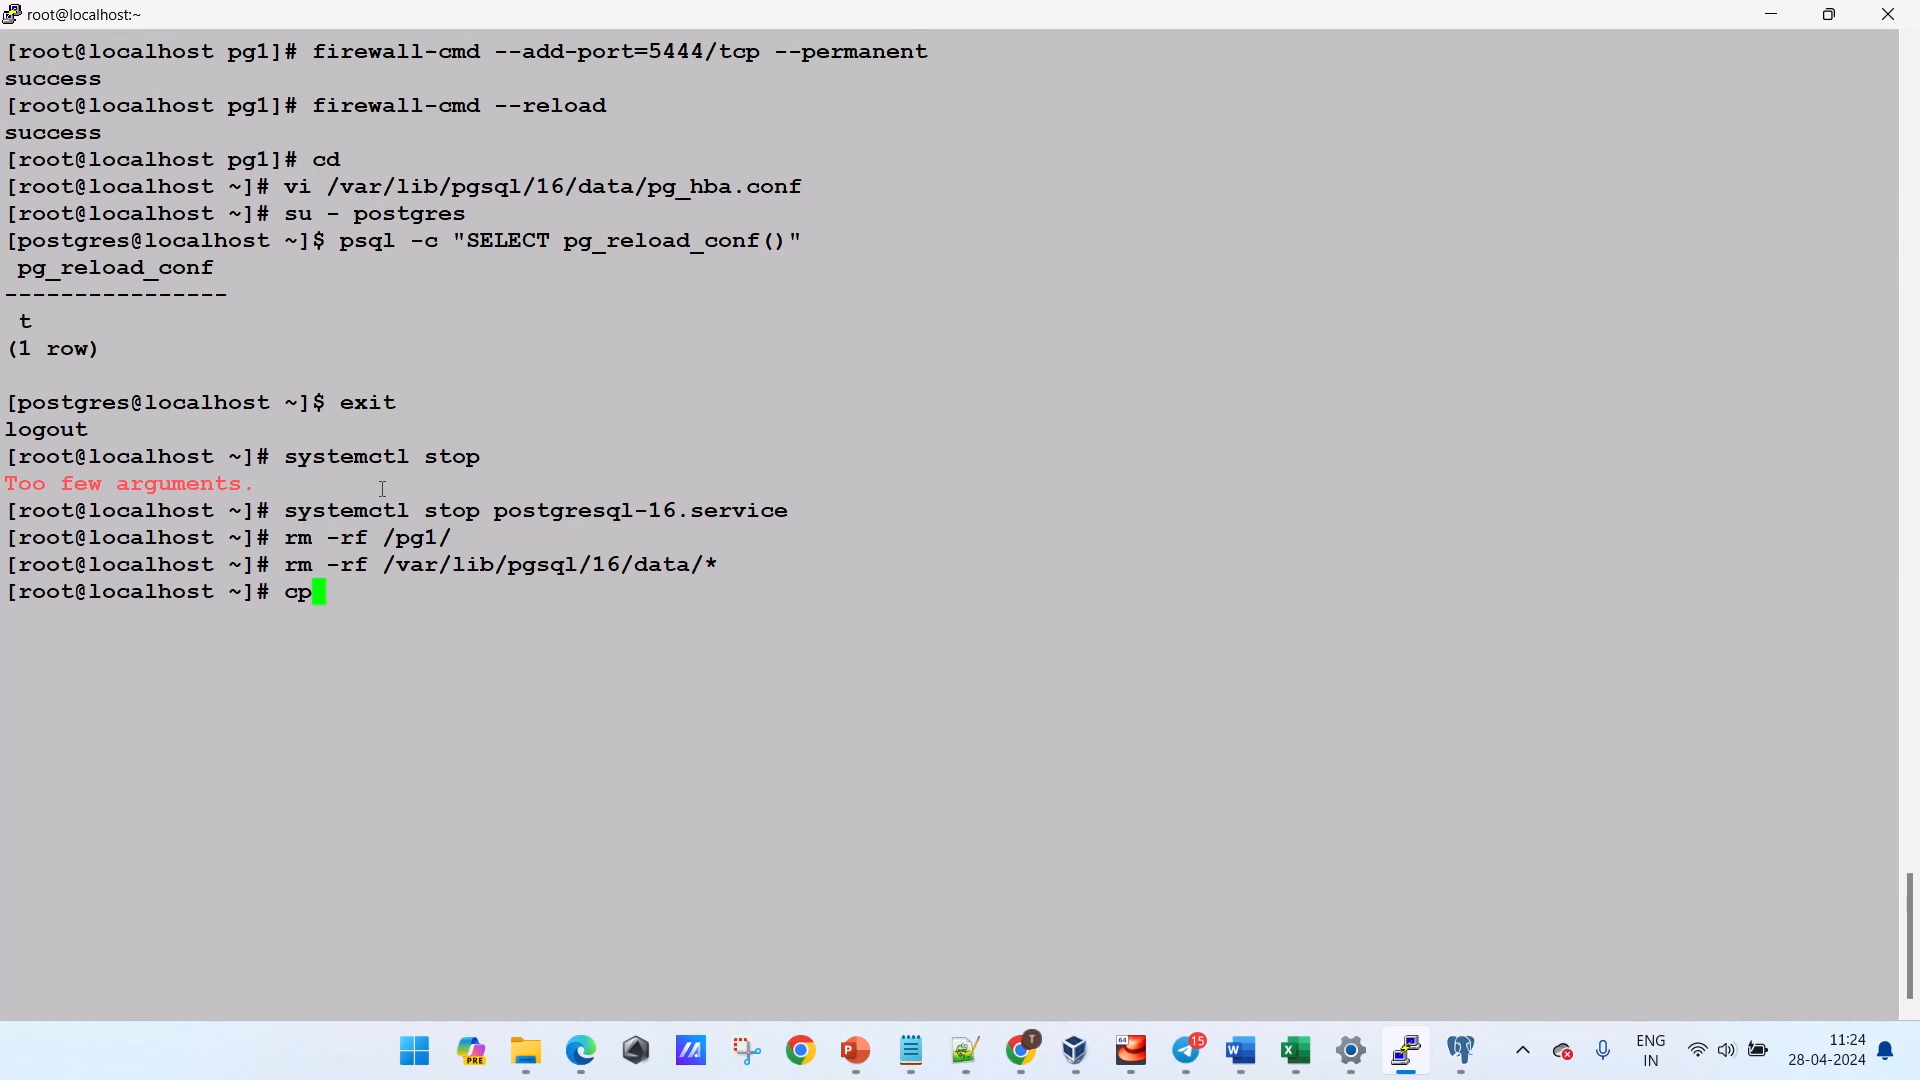 root@localhost:~
[root@localhost pg1]# firewall-cmd --add-port=5444/tcp --permanent
success
[root@localhost pg1]# firewall-cmd --reload
success
[root@localhost pg1]# cd
[root@localhost ~]# vi /var/lib/pgsql/16/data/pg_hba.conf
[root@localhost ~]# su - postgres
[postgres@localhost ~]$ psql -c "SELECT pg_reload_conf()"
 pg_reload_conf
----------------
 t
(1 row)
[postgres@localhost ~]$ exit
logout
[root@localhost ~]# systemctl stop
Too few arguments.
[root@localhost ~]# systemctl stop postgresql-16.service
[root@localhost ~]# rm -rf /pg1/
[root@localhost ~]# rm -rf /var/lib/pgsql/16/data/*
[root@localhost ~]# cp
PRE
T
64
15
ENG
IN
11:24
28-04-2024